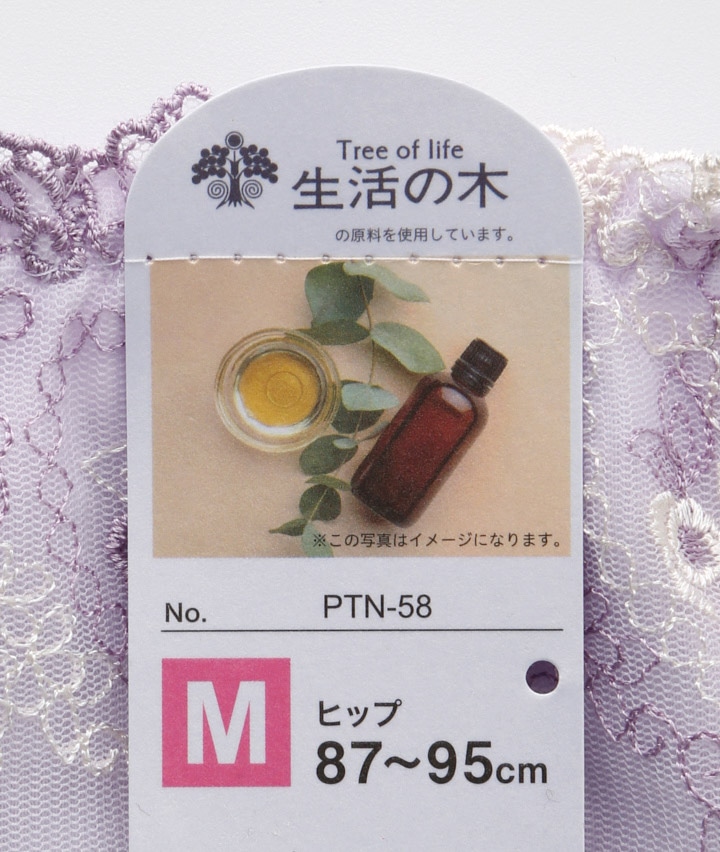 Tree of life
生活の木
の原料を使用しています。
※この写真はイメージになります。
No. PTN-58
M
ヒップ
87〜95cm